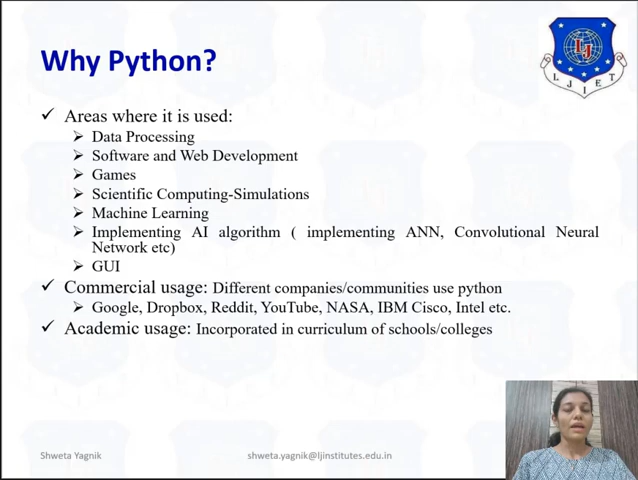 Why Python?
LJ
LJIET
✓ Areas where it is used:
➢ Data Processing
➢ Software and Web Development
➢ Games
➢ Scientific Computing-Simulations
➢ Machine Learning
➢ Implementing AI algorithm ( implementing ANN, Convolutional Neural
Network etc)
➢ GUI
✓ Commercial usage: Different companies/communities use python
➢ Google, Dropbox, Reddit, YouTube, NASA, IBM Cisco, Intel etc.
✓ Academic usage: Incorporated in curriculum of schools/colleges
Shweta Yagnik
shweta.yagnik@ljinstitutes.edu.in